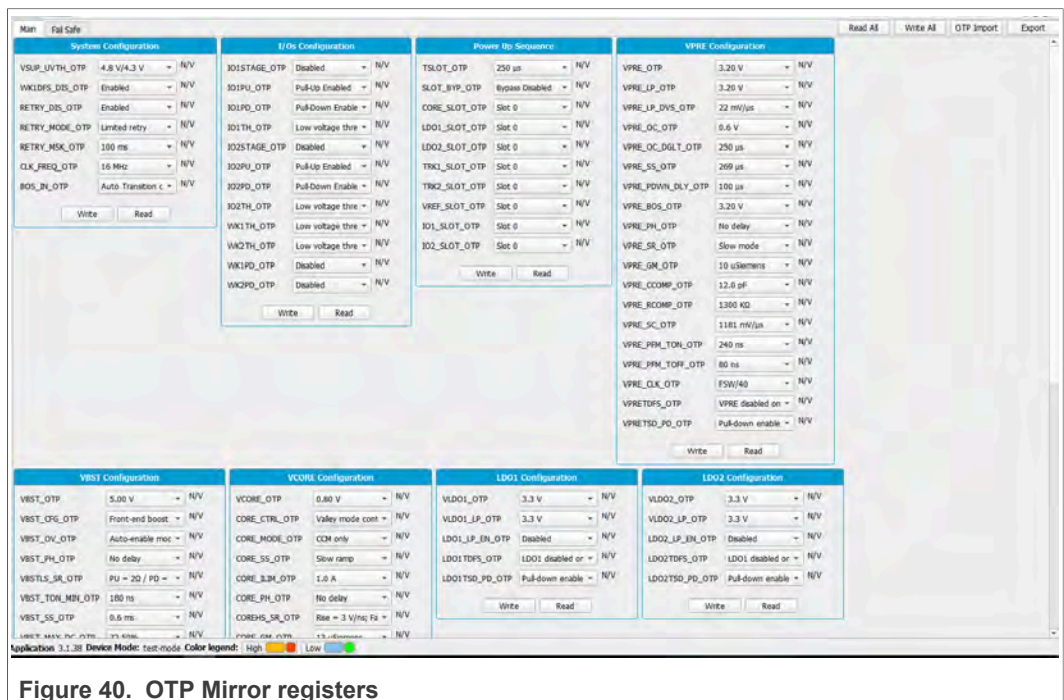 Main Fail Safe Read All Write All OTP Import Export
System Configuration
VSUP_UVTH_OTP 4.8 V/4.3 V N/V
WK1DFS_DIS_OTP Enabled N/V
RETRY_DIS_OTP Enabled N/V
RETRY_MODE_OTP Limited retry N/V
RETRY_MSK_OTP 100 ms N/V
CLK_FREQ_OTP 16 MHz N/V
BOS_IN_OTP Auto Transition c N/V
Write Read
I/Os Configuration
IO1STAGE_OTP Disabled N/V
IO1PU_OTP Pull-Up Enabled N/V
IO1PD_OTP Pull-Down Enable N/V
IO1TH_OTP Low voltage thre N/V
IO2STAGE_OTP Disabled N/V
IO2PU_OTP Pull-Up Enabled N/V
IO2PD_OTP Pull-Down Enable N/V
IO2TH_OTP Low voltage thre N/V
WK1TH_OTP Low voltage thre N/V
WK2TH_OTP Low voltage thre N/V
WK1PD_OTP Disabled N/V
WK2PD_OTP Disabled N/V
Write Read
Power Up Sequence
TSLOT_OTP 250 µs N/V
SLOT_BYP_OTP Bypass Disabled N/V
CORE_SLOT_OTP Slot 0 N/V
LDO1_SLOT_OTP Slot 0 N/V
LDO2_SLOT_OTP Slot 0 N/V
TRK1_SLOT_OTP Slot 0 N/V
TRK2_SLOT_OTP Slot 0 N/V
VREF_SLOT_OTP Slot 0 N/V
IO1_SLOT_OTP Slot 0 N/V
IO2_SLOT_OTP Slot 0 N/V
Write Read
VPRE Configuration
VPRE_OTP 3.20 V N/V
VPRE_LP_OTP 3.20 V N/V
VPRE_LP_DVS_OTP 22 mV/µs N/V
VPRE_OC_OTP 0.6 V N/V
VPRE_OC_DGLT_OTP 250 µs N/V
VPRE_SS_OTP 269 µs N/V
VPRE_PDWN_DLY_OTP 100 µs N/V
VPRE_BOS_OTP 3.20 V N/V
VPRE_PH_OTP No delay N/V
VPRE_SR_OTP Slow mode N/V
VPRE_GM_OTP 10 uSiemens N/V
VPRE_CCOMP_OTP 12.0 pF N/V
VPRE_RCOMP_OTP 1300 KΩ N/V
VPRE_SC_OTP 1181 mV/µs N/V
VPRE_PFM_TON_OTP 240 ns N/V
VPRE_PFM_TOFF_OTP 80 ns N/V
VPRE_CLK_OTP FSW/40 N/V
VPRETDFS_OTP VPRE disabled on N/V
VPRETSD_PD_OTP Pull-down enable N/V
Write Read
VBST Configuration
VBST_OTP 5.00 V N/V
VBST_CFG_OTP Front-end boost N/V
VBST_OV_OTP Auto-enable moc N/V
VBST_PH_OTP No delay N/V
VBSTLS_SR_OTP PU = 2Ω / PD = N/V
VBST_TON_MIN_OTP 180 ns N/V
VBST_SS_OTP 0.6 ms N/V
VBST_MAX_DC_OTP 72.50% N/V
VCORE Configuration
VCORE_OTP 0.80 V N/V
CORE_CTRL_OTP Valley mode cont N/V
CORE_MODE_OTP CCM only N/V
CORE_SS_OTP Slow ramp N/V
CORE_ILIM_OTP 1.0 A N/V
CORE_PH_OTP No delay N/V
COREHS_SR_OTP Rise = 3 V/ns; Fa N/V
CORE_GM_OTP N/V
LDO1 Configuration
VLDO1_OTP 3.3 V N/V
VLDO1_LP_OTP 3.3 V N/V
LDO1_LP_EN_OTP Disabled N/V
LDO1TDFS_OTP LDO1 disabled or N/V
LDO1TSD_PD_OTP Pull-down enable N/V
Write Read
LDO2 Configuration
VLDO2_OTP 3.3 V N/V
VLDO2_LP_OTP 3.3 V N/V
LDO2_LP_EN_OTP Disabled N/V
LDO2TDFS_OTP LDO1 disabled or N/V
LDO2TSD_PD_OTP Pull-down enable N/V
Write Read
Application 3.1.38 Device Mode: test-mode Color legend: High Low
Figure 40. OTP Mirror registers